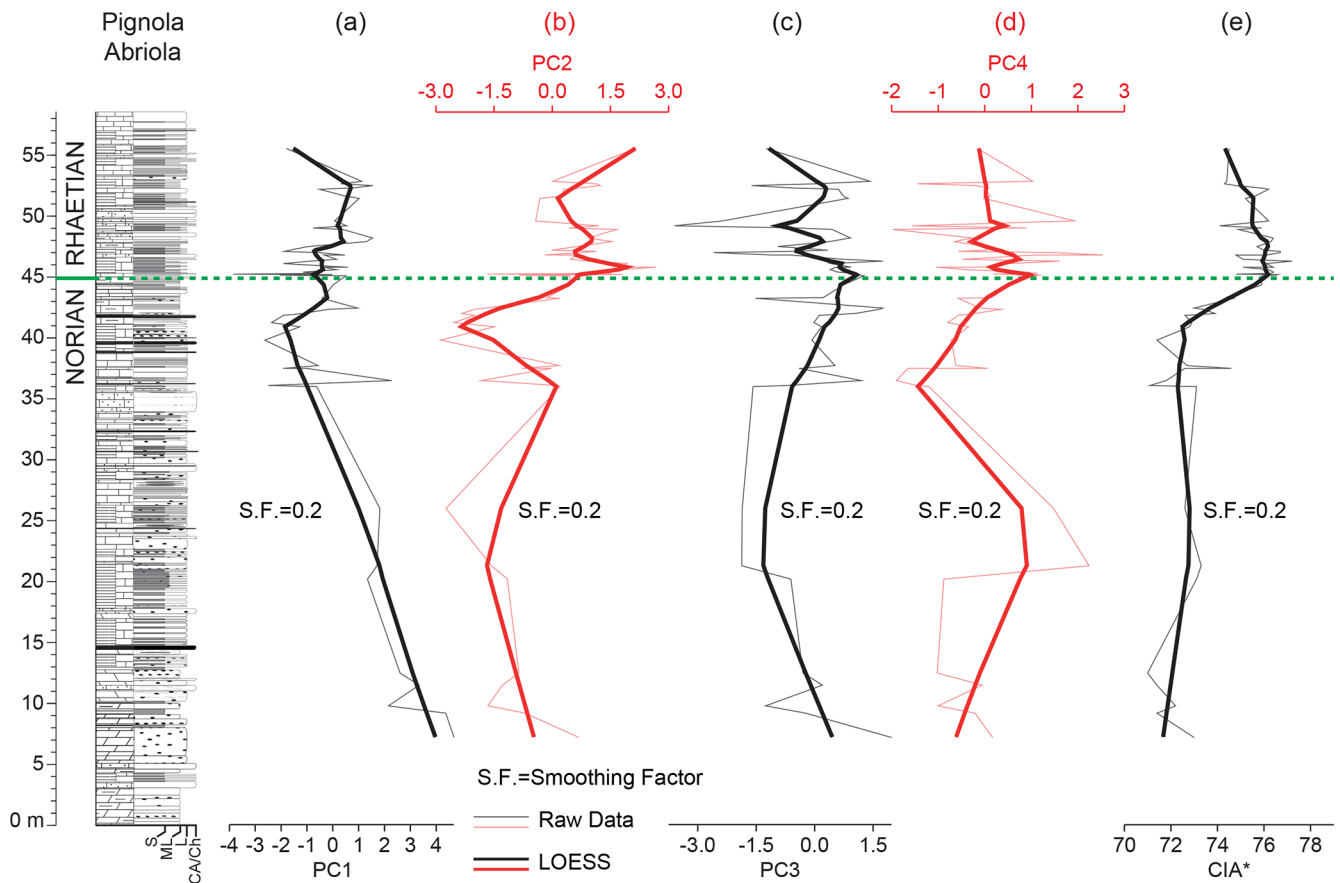 Pignola
Abriola
(a)
(b)
(c)
(d)
(e)
PC2
-3.0 -1.5 0.0 1.5 3.0
PC4
-2 -1 0 1 2 3
RHAETIAN
NORIAN
55
50
45
40
35
30
25
20
15
10
5
0 m
S.F.=0.2
S.F.=0.2
S.F.=0.2
S.F.=0.2
S.F.=0.2
S.F.=Smoothing Factor
Raw Data
LOESS
S
ML
L
CA/Ch
-4 -3 -2 -1 0 1 2 3 4
PC1
-3.0 -1.5 0.0 1.5
PC3
70 72 74 76 78
CIA*